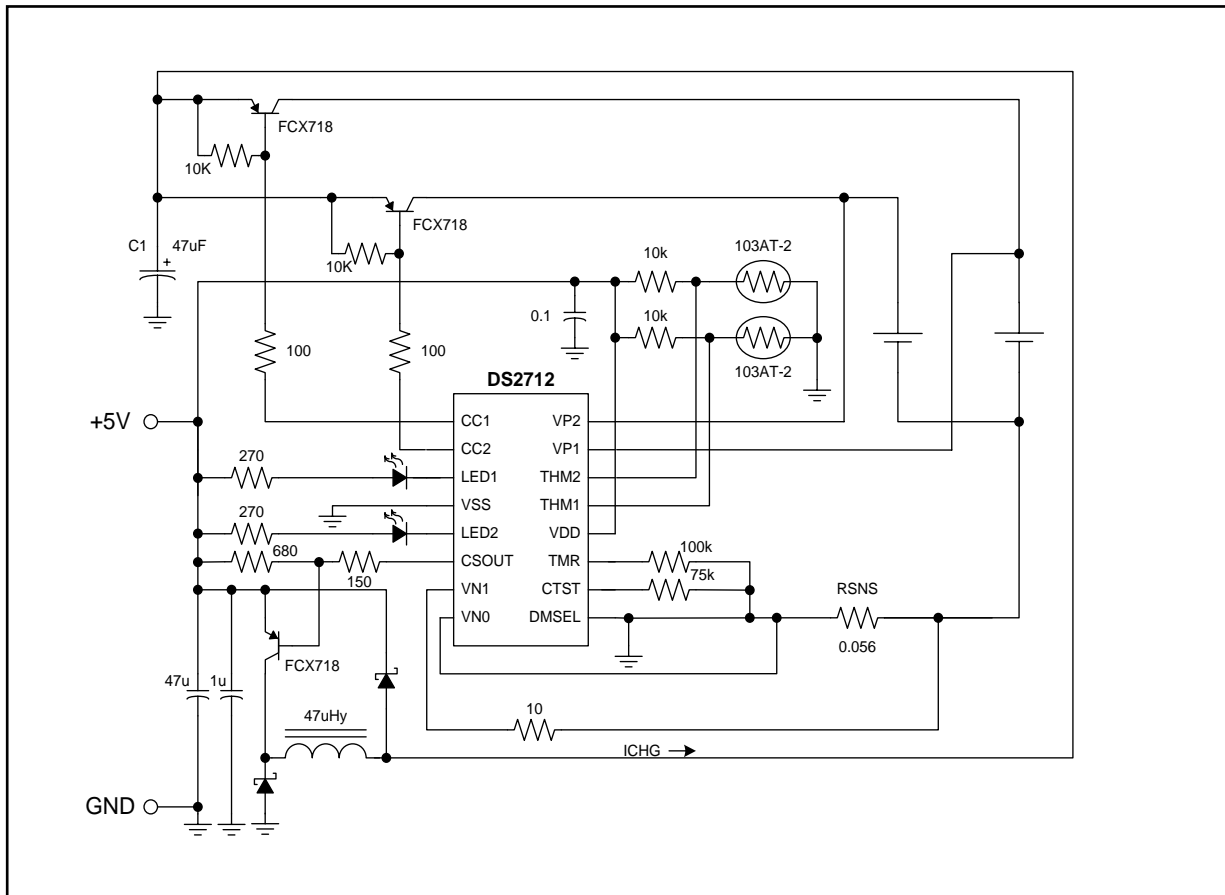 FCX718
10K
FCX718
C1 47uF
+
10K
10k
103AT-2
0.1
10k
100
100
103AT-2
DS2712
+5V
CC1
VP2
CC2
VP1
270
LED1
THM2
VSS
THM1
270
LED2
VDD
680
CSOUT
TMR
100k
150
75k
VN1
CTST
RSNS
VN0
DMSEL
0.056
FCX718
47u
1u
10
47uHy
ICHG
GND